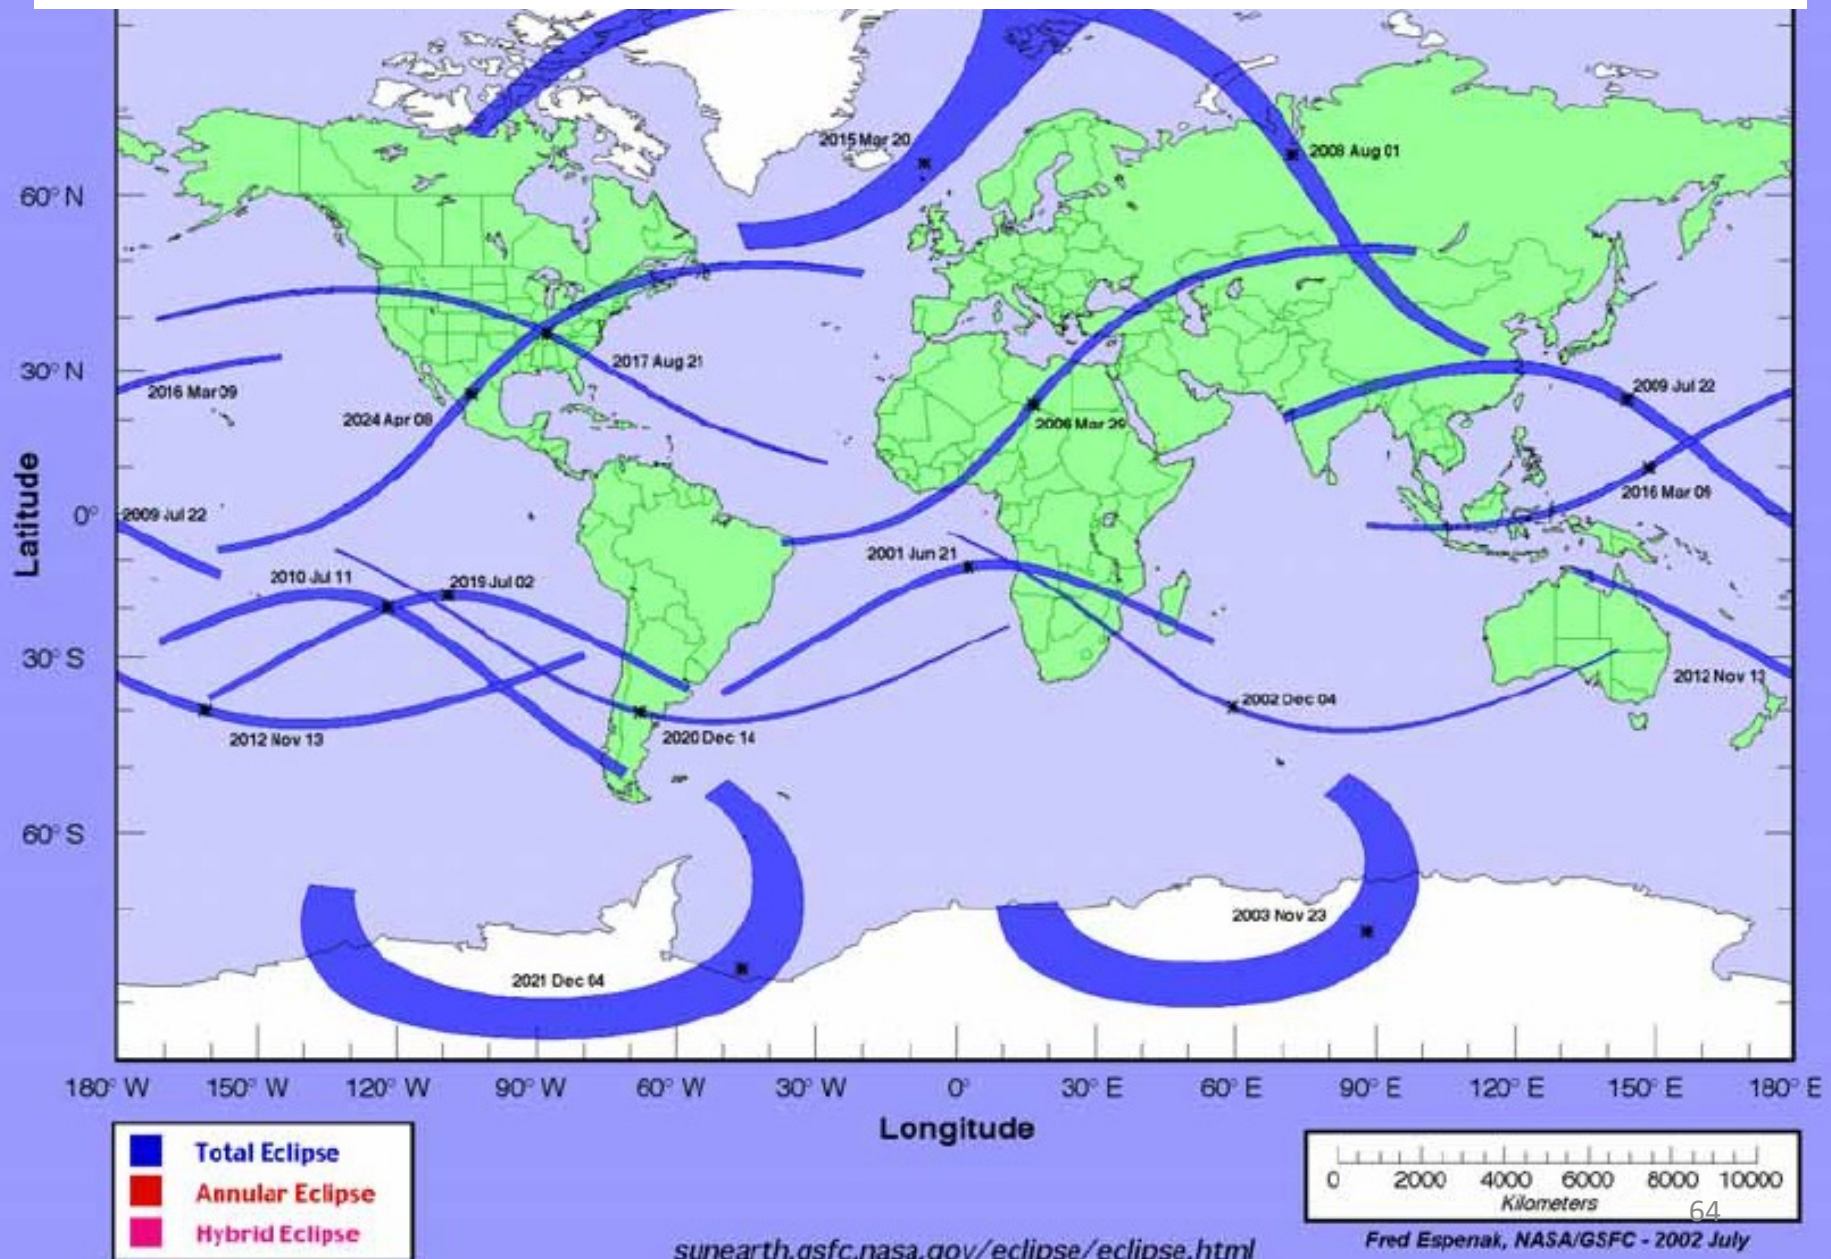 2015 Mar 20
2008 Aug 01
60° N
2017 Aug 21
30° N
2016 Mar 09
2009 Jul 22
2024 Apr 08
2006 Mar 29
2016 Mar 09
Latitude
0°
2009 Jul 22
2001 Jun 21
2010 Jul 11
2019 Jul 02
30° S
2012 Nov 13
2002 Dec 04
2012 Nov 13
2020 Dec 14
60° S
2003 Nov 23
2021 Dec 04
180° W 150° W 120° W 90° W 60° W 30° W 0° 30° E 60° E 90° E 120° E 150° E 180° E
Longitude
Total Eclipse
Annular Eclipse
Hybrid Eclipse
0 2000 4000 6000 8000 10000
Kilometers
64
sunearth.gsfc.nasa.gov/eclipse/eclipse.html
Fred Espenak, NASA/GSFC - 2002 July